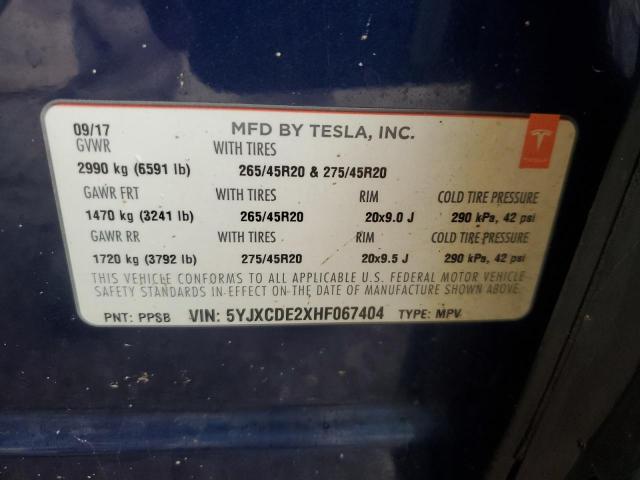 09/17 MFD BY TESLA, INC.
GVWR WITH TIRES
2990 kg (6591 lb) 265/45R20 & 275/45R20
GAWR FRT WITH TIRES RIM COLD TIRE PRESSURE
1470 kg (3241 lb) 265/45R20 20x9.0 J 290 kPa, 42 psi
GAWR RR WITH TIRES RIM COLD TIRE PRESSURE
1720 kg (3792 lb) 275/45R20 20x9.5 J 290 kPa, 42 psi
THIS VEHICLE CONFORMS TO ALL APPLICABLE U.S. FEDERAL MOTOR VEHICLE
SAFETY STANDARDS IN EFFECT ON THE DATE OF MANUFACTURE SHOWN ABOVE.
PNT: PPSB VIN: 5YJXCDE2XHF067404 TYPE: MPV
TESLA